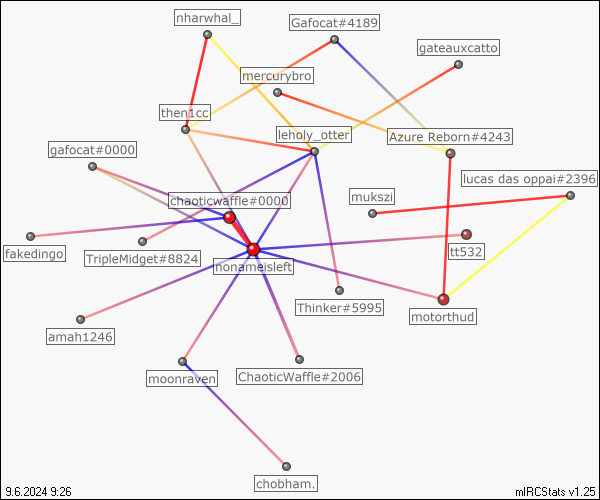 nharwhal_
Gafocat#4189
gateauxcatto
mercurybro
then1cc
leholy_otter
Azure Reborn#4243
gafocat#0000
lucas das oppai#2396
chaoticwaffle#0000
mukszi
fakedingo
TripleMidget#8824
nonameisleft
tt532
Thinker#5995
motorthud
amah1246
moonraven
ChaoticWaffle#2006
chobham.
9.6.2024 9:26
mIRCStats v1.25